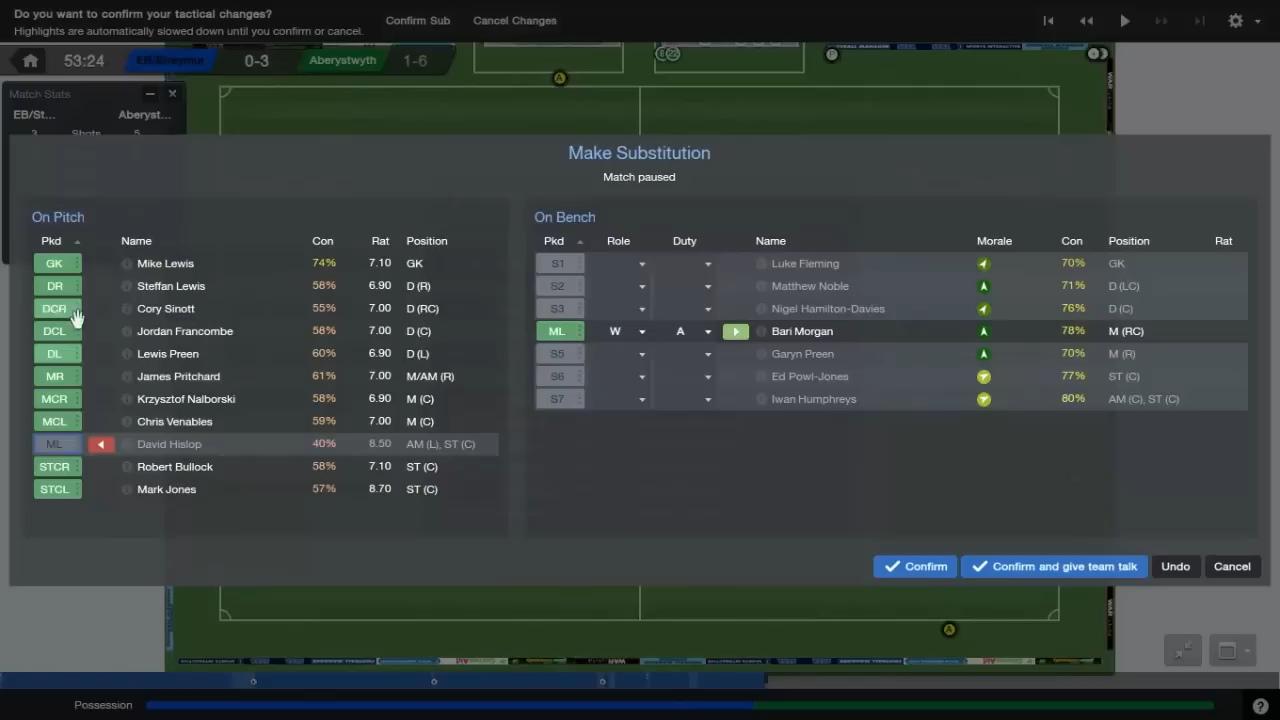 Do you want to confirm your tactical changes?
Highlights are automatically slowed down until you confirm or cancel.
Confirm Sub Cancel Changes
53:24 0-3 Aberystwyth 1-6
Match Stats
EB/St... Aberyst...
3 Shots 5
Make Substitution
Match paused
On Pitch
Pkd Name Con Rat Position
GK Mike Lewis 74% 7.10 GK
DR Steffan Lewis 58% 6.90 D (R)
DCR Cory Sinott 55% 7.00 D (RC)
DCL Jordan Francombe 58% 7.00 D (C)
DL Lewis Preen 60% 6.90 D (L)
MR James Pritchard 61% 7.00 M/AM (R)
MCR Krzysztof Nalborski 58% 6.90 M (C)
MCL Chris Venables 59% 7.00 M (C)
ML David Hislop 40% 8.50 AM (L), ST (C)
STCR Robert Bullock 58% 7.10 ST (C)
STCL Mark Jones 57% 8.70 ST (C)
On Bench
Pkd Role Duty Name Morale Con Position Rat
S1 Luke Fleming 70% GK
S2 Matthew Noble 71% D (LC)
S3 Nigel Hamilton-Davies 76% D (C)
ML W A Bari Morgan 78% M (RC)
S5 Garyn Preen 70% M (R)
S6 Ed Powl-Jones 77% ST (C)
S7 Iwan Humphreys 80% AM (C), ST (C)
Confirm Confirm and give team talk Undo Cancel
Possession